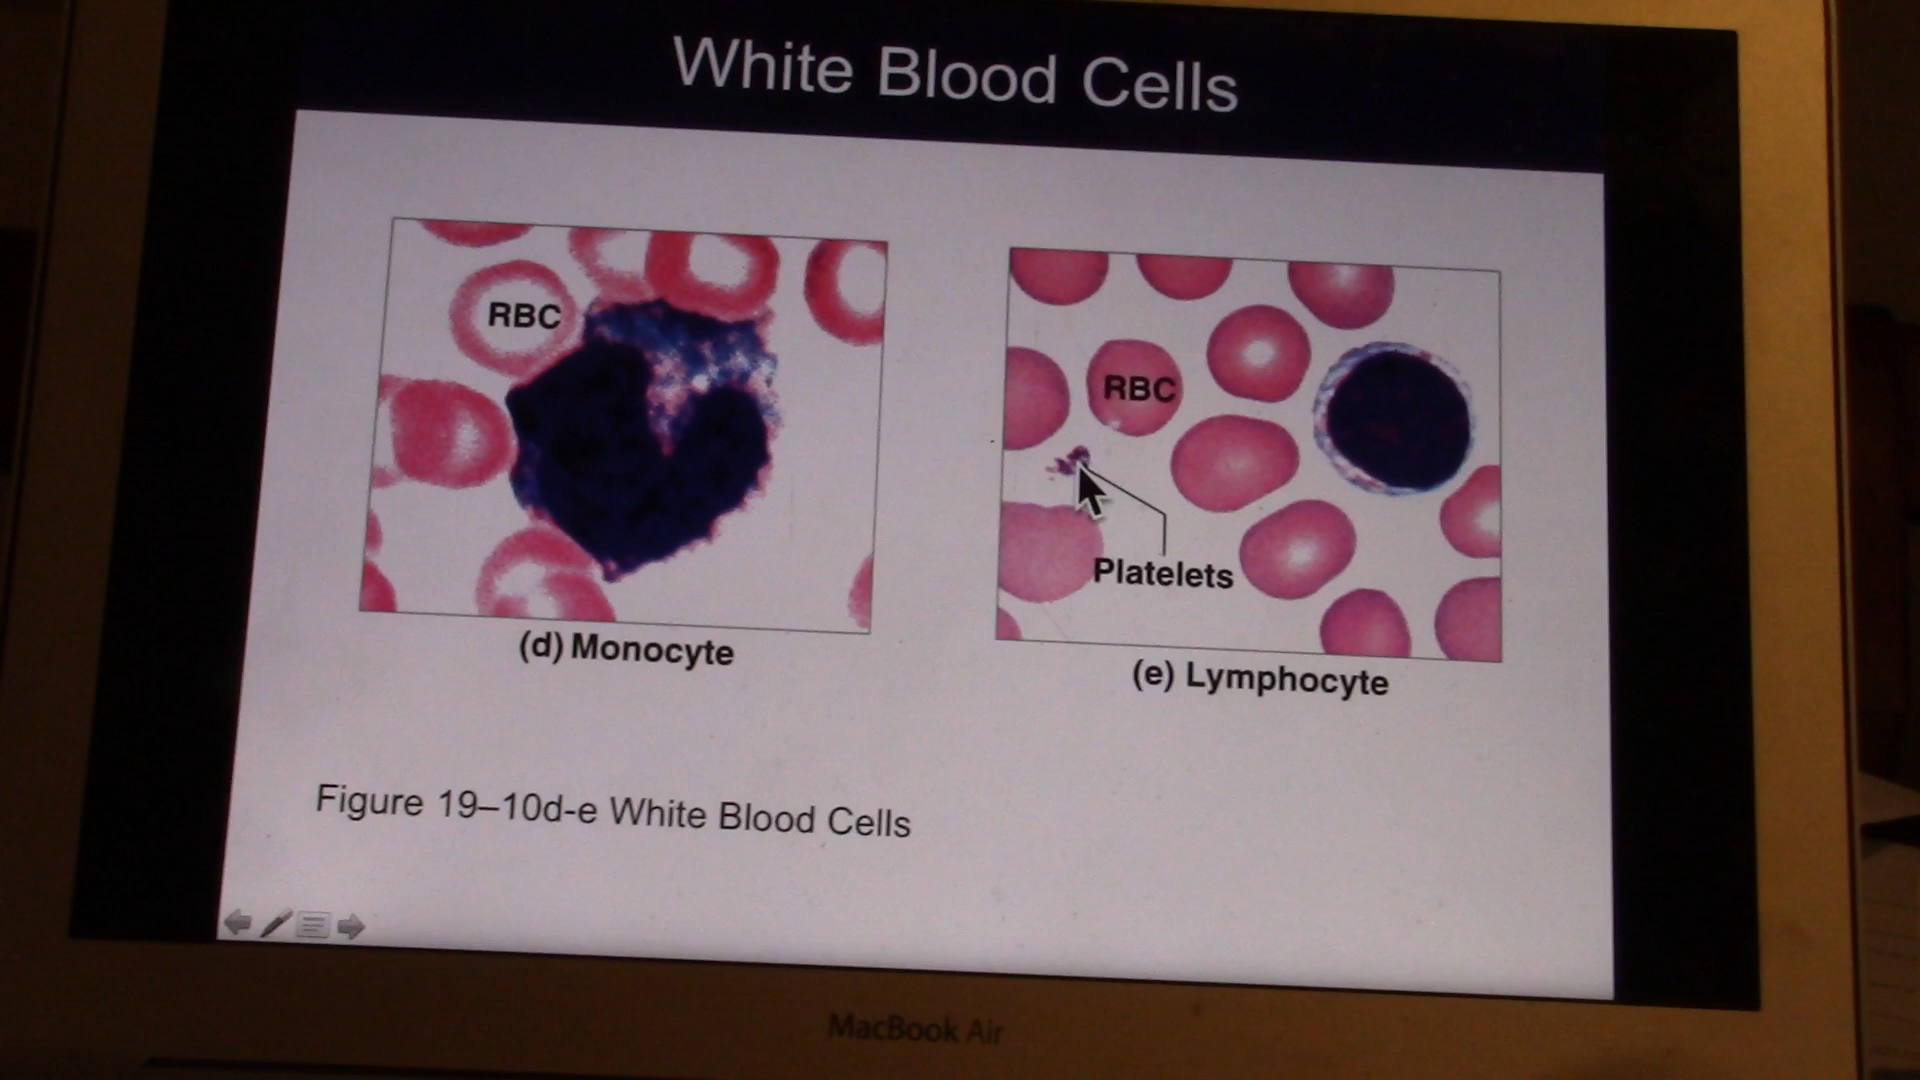 White Blood Cells
RBC
(d) Monocyte
RBC
Platelets
(e) Lymphocyte
Figure 19–10d-e White Blood Cells
MacBook Air